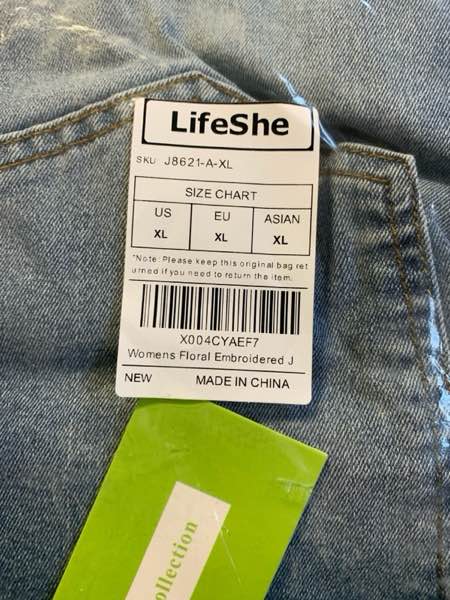 LifeShe
SKU J8621-A-XL
SIZE CHART
US EU ASIAN
XL XL XL
*Note: Please keep this original bag ret
urned if you need to return the item.
X004CYAEF7
Womens Floral Embroidered J
NEW MADE IN CHINA
ollection